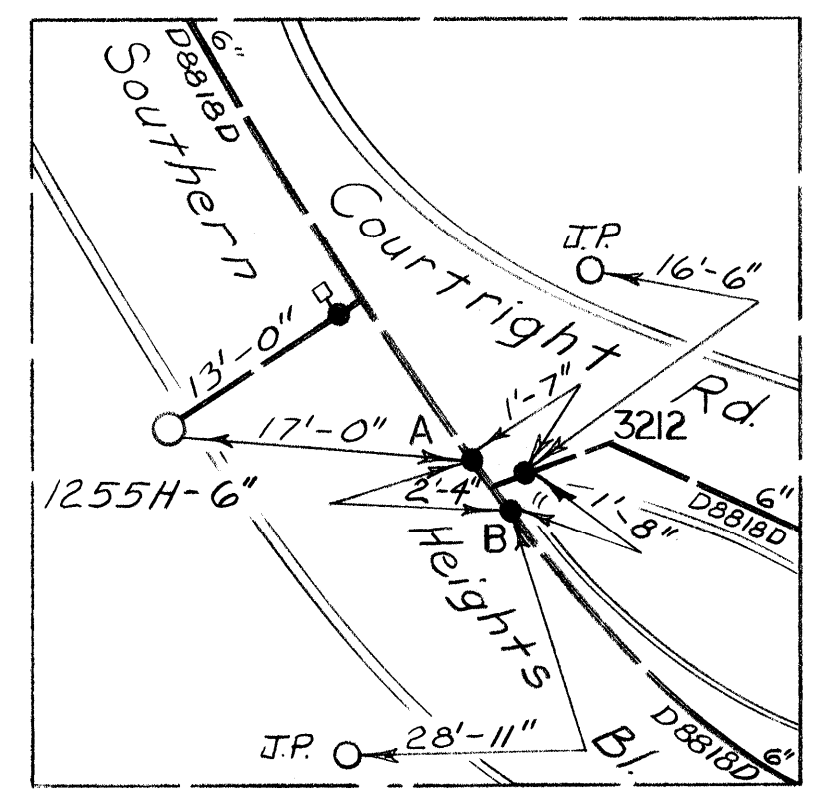 6"
D8818D
Southern
Courtright
Rd.
J.P.
16'-6"
13'-0"
1'-7"
17'-0"
A
3212
1255H-6"
2'-4"
"
1'-8"
6"
D8818D
B
Heights
J.P.
28'-11"
Bl.
D8818D
6"